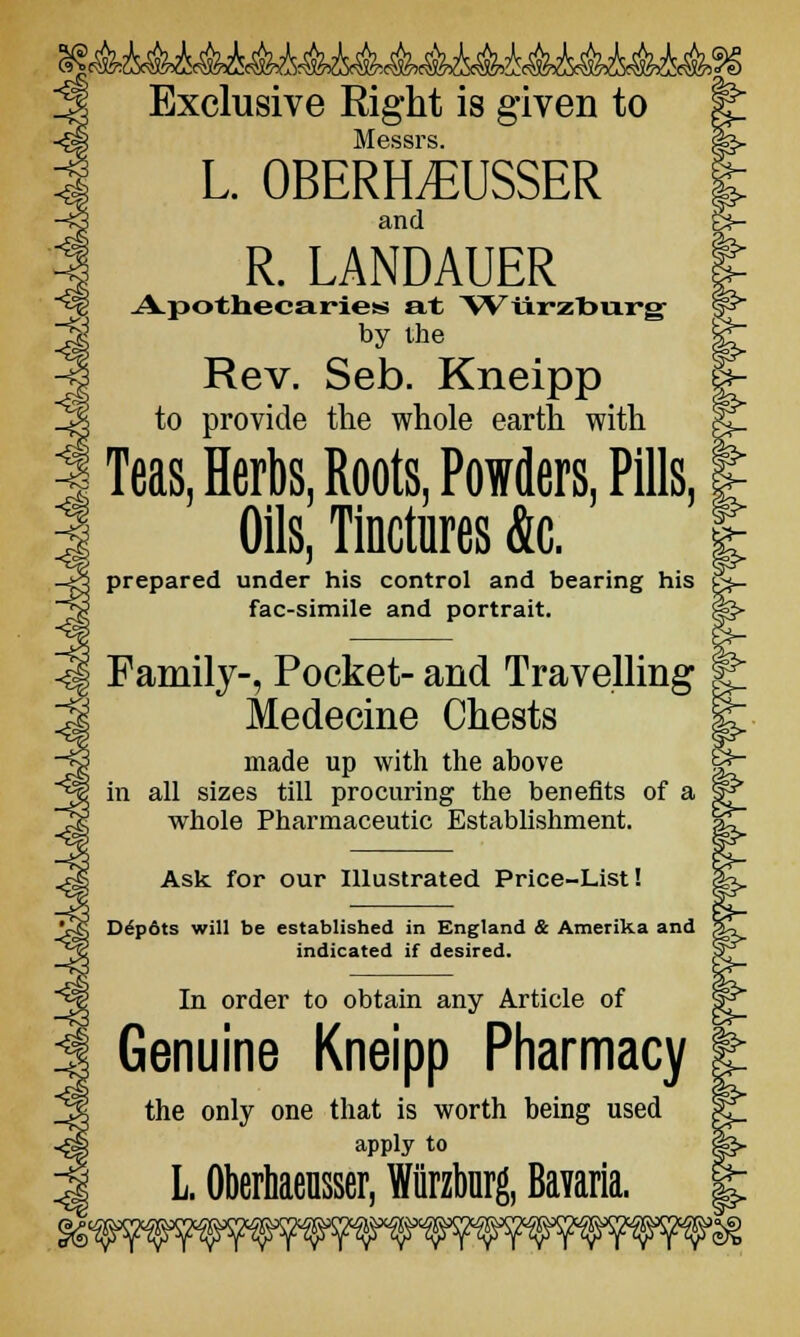 Exclusive Right is given to
Messrs.
L. OBERHÆUSSER
and
R. LANDAUER
Apothecaries at Würzburg
by the
Rev. Seb. Kneipp
to provide the whole earth with
Teas, Herbs, Roots, Powders, Pills,
Oils, Tinctures &c.
prepared under his control and bearing his
fac-simile and portrait.
Family-, Pocket- and Travelling
Medecine Chests
made up with the above
in all sizes till procuring the benefits of a
whole Pharmaceutic Establishment.
Ask for our Illustrated Price-List!
Dépôts will be established in England & Amerika and
indicated if desired.
In order to obtain any Article of
Genuine Kneipp Pharmacy
the only one that is worth being used
apply to
L. Oberhaeusser, Würzburg, Bavaria.